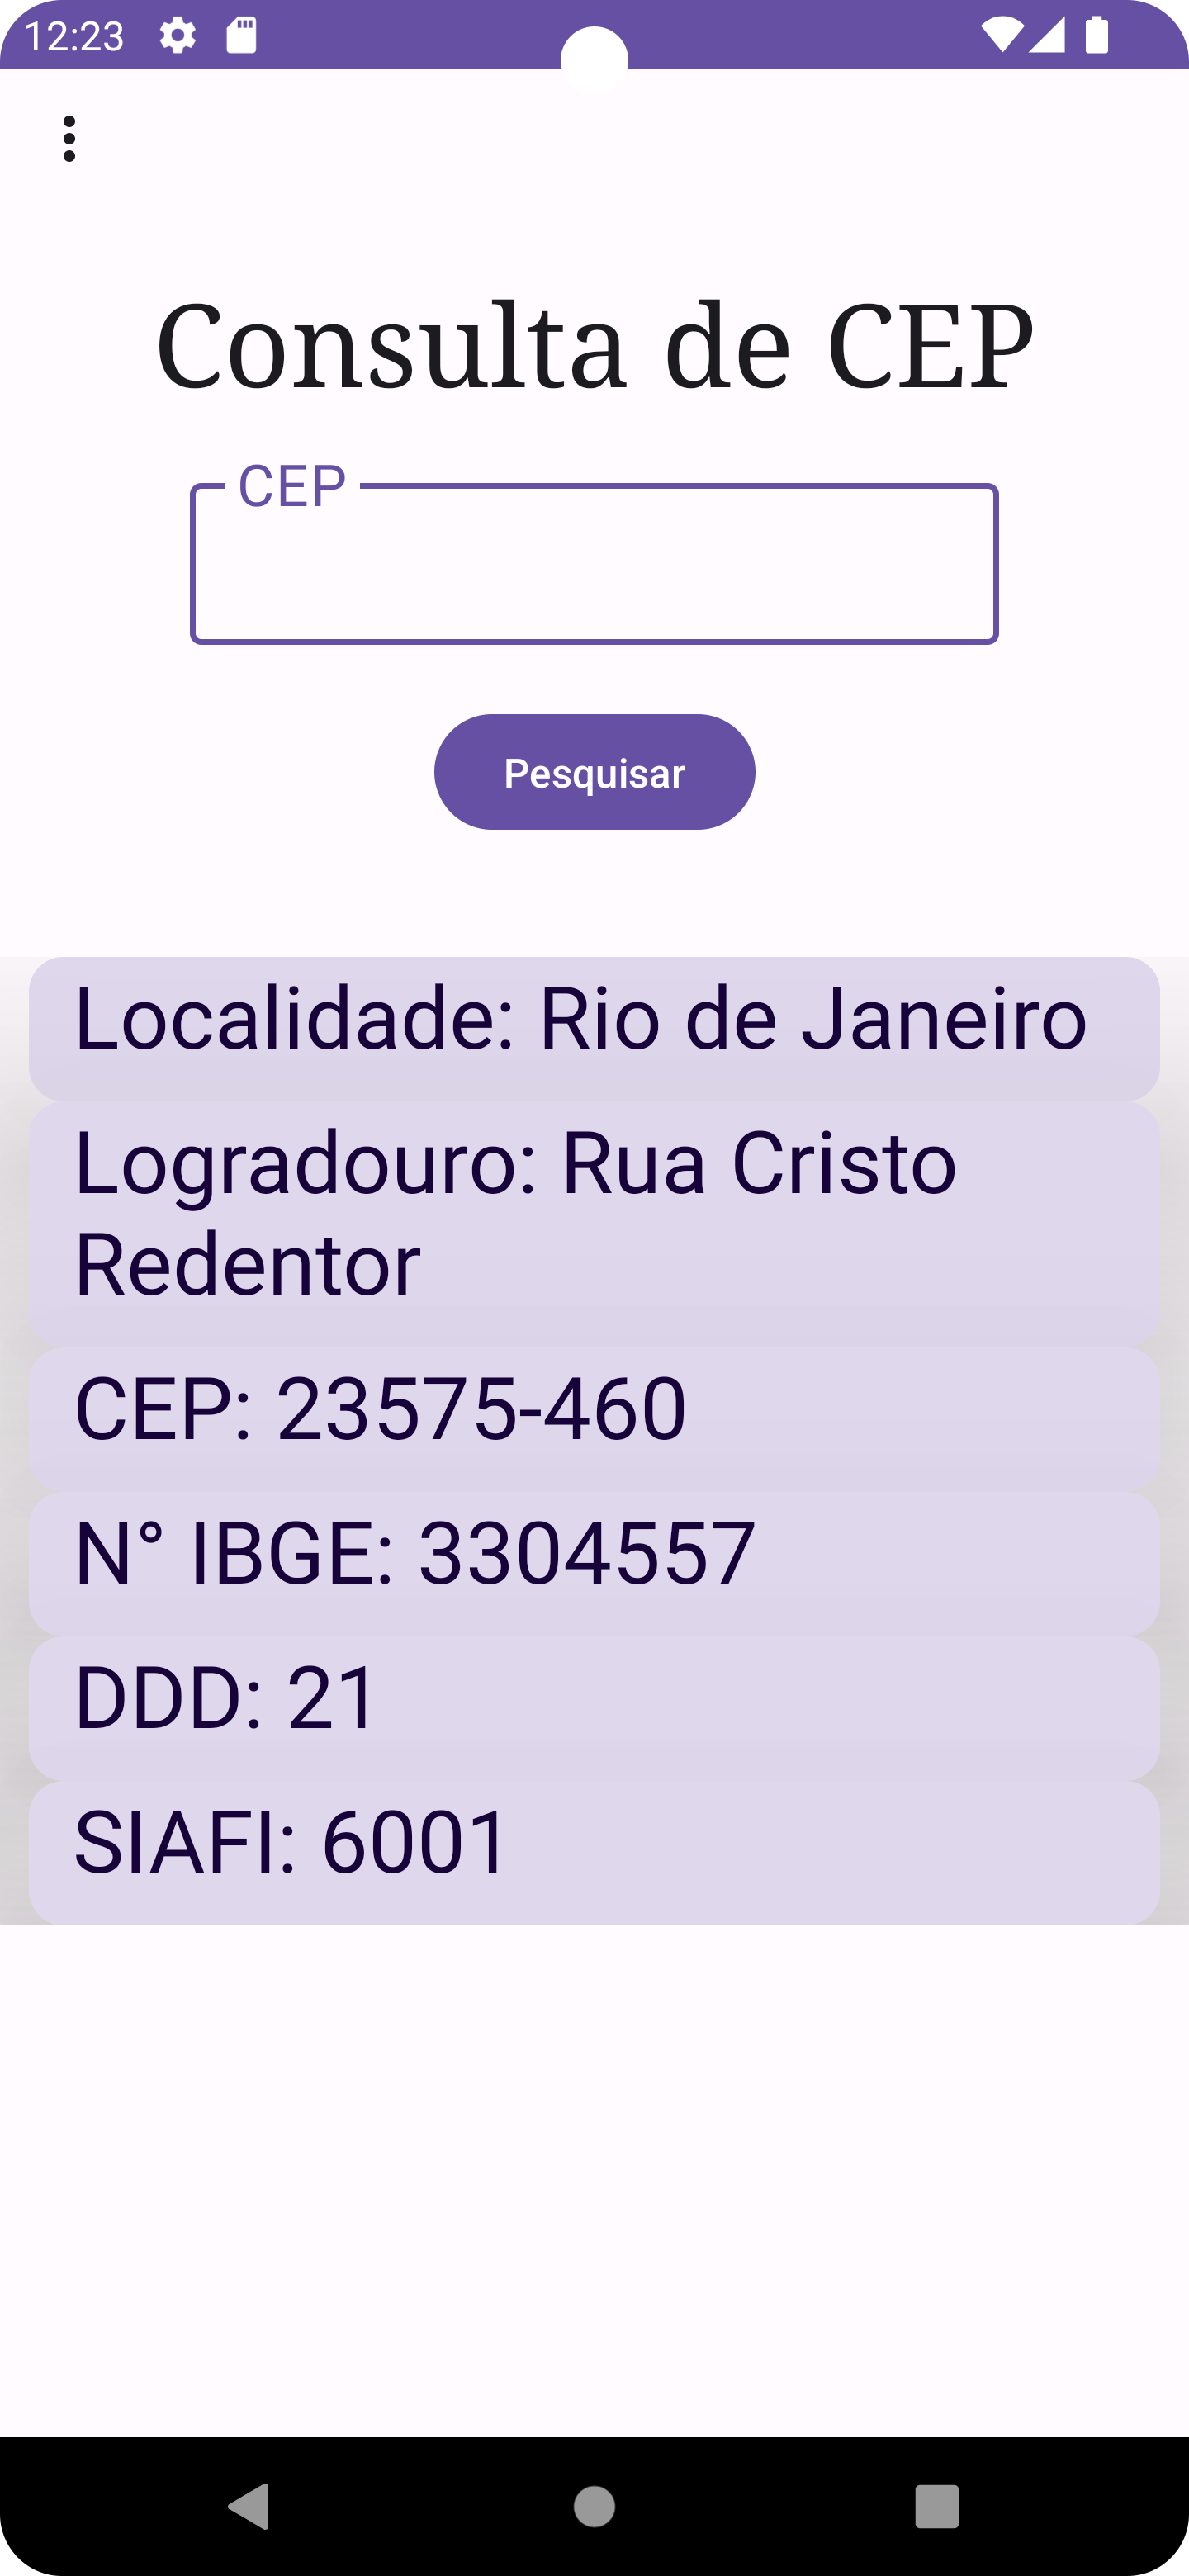 12:23
Consulta de CEP
CEP
Pesquisar
Localidade: Rio de Janeiro
Logradouro: Rua Cristo
Redentor
CEP: 23575-460
N° IBGE: 3304557
DDD: 21
SIAFI: 6001